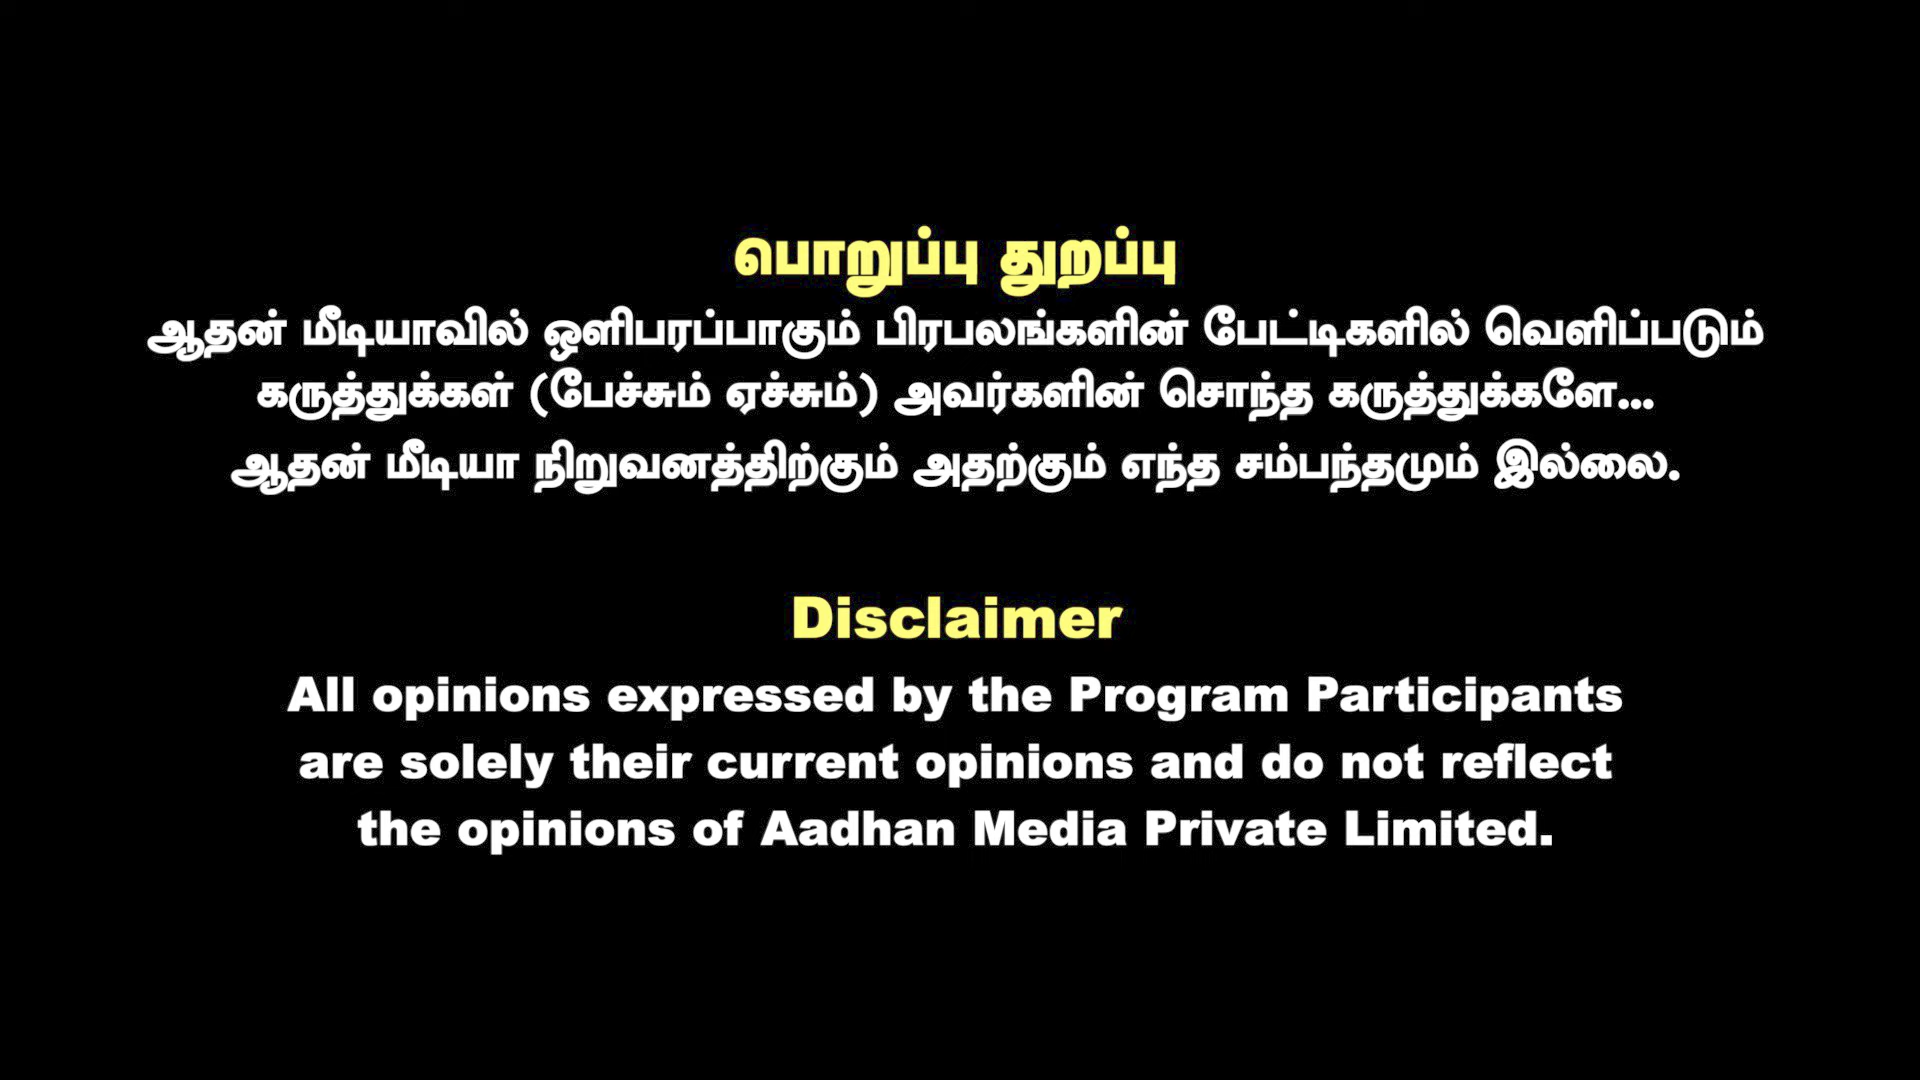 பொறுப்பு துறப்பு
ஆதன் மீடியாவில் ஒளிபரப்பாகும் பிரபலங்களின் பேட்டிகளில் வெளிப்படும்
கருத்துக்கள் (பேச்சும் ஏச்சும்) அவர்களின் சொந்த கருத்துக்களே...
ஆதன் மீடியா நிறுவனத்திற்கும் அதற்கும் எந்த சம்பந்தமும் இல்லை.
Disclaimer
All opinions expressed by the Program Participants
are solely their current opinions and do not reflect
the opinions of Aadhan Media Private Limited.